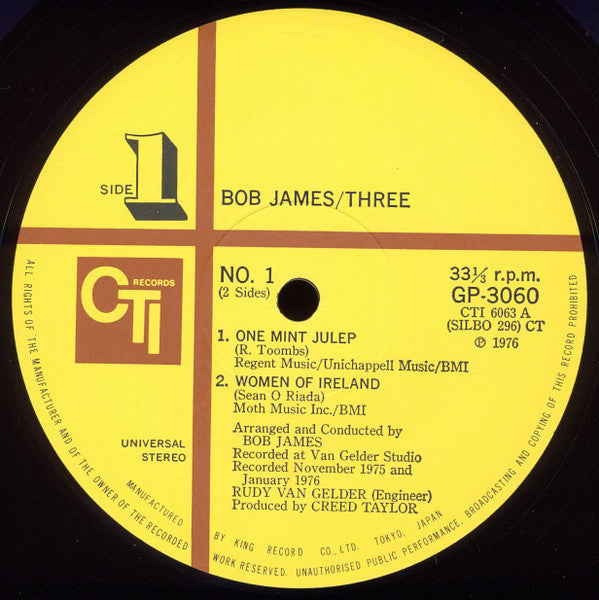 SIDE 1
BOB JAMES/THREE
CTI RECORDS
NO. 1
(2 Sides)
33⅓ r.p.m.
GP-3060
CTI 6063 A
(SILBO 296) CT
℗ 1976
1. ONE MINT JULEP
(R. Toombs)
Regent Music/Unichappell Music/BMI
2. WOMEN OF IRELAND
(Sean O Riada)
Moth Music Inc./BMI
Arranged and Conducted by
BOB JAMES
Recorded at Van Gelder Studio
Recorded November 1975 and
January 1976
RUDY VAN GELDER (Engineer)
Produced by CREED TAYLOR
UNIVERSAL
STEREO
MANUFACTURED BY KING RECORD CO., LTD. TOKYO, JAPAN
ALL RIGHTS OF THE MANUFACTURER AND OF THE OWNER OF THE RECORDED WORK RESERVED. UNAUTHORISED PUBLIC PERFORMANCE, BROADCASTING AND COPYING OF THIS RECORD PROHIBITED